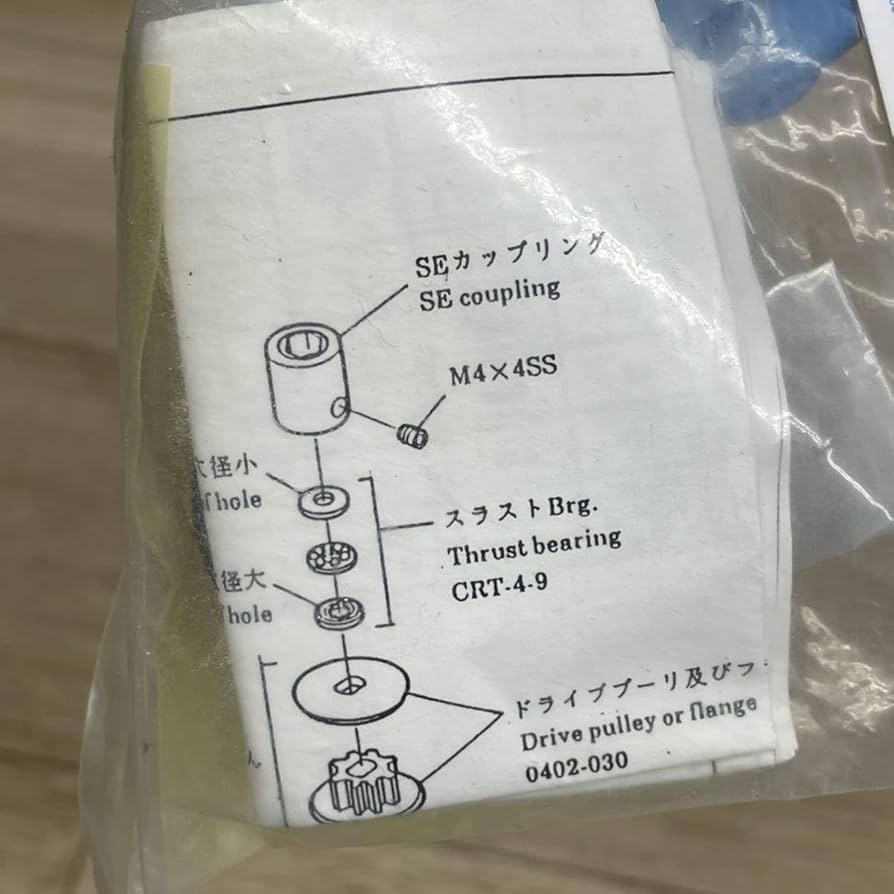 SEカップリング
SE coupling
M4×4SS
径小
hole
スラストBrg.
Thrust bearing
CRT-4-9
径大
hole
ドライブプーリ及びフ
Drive pulley or flange
0402-030